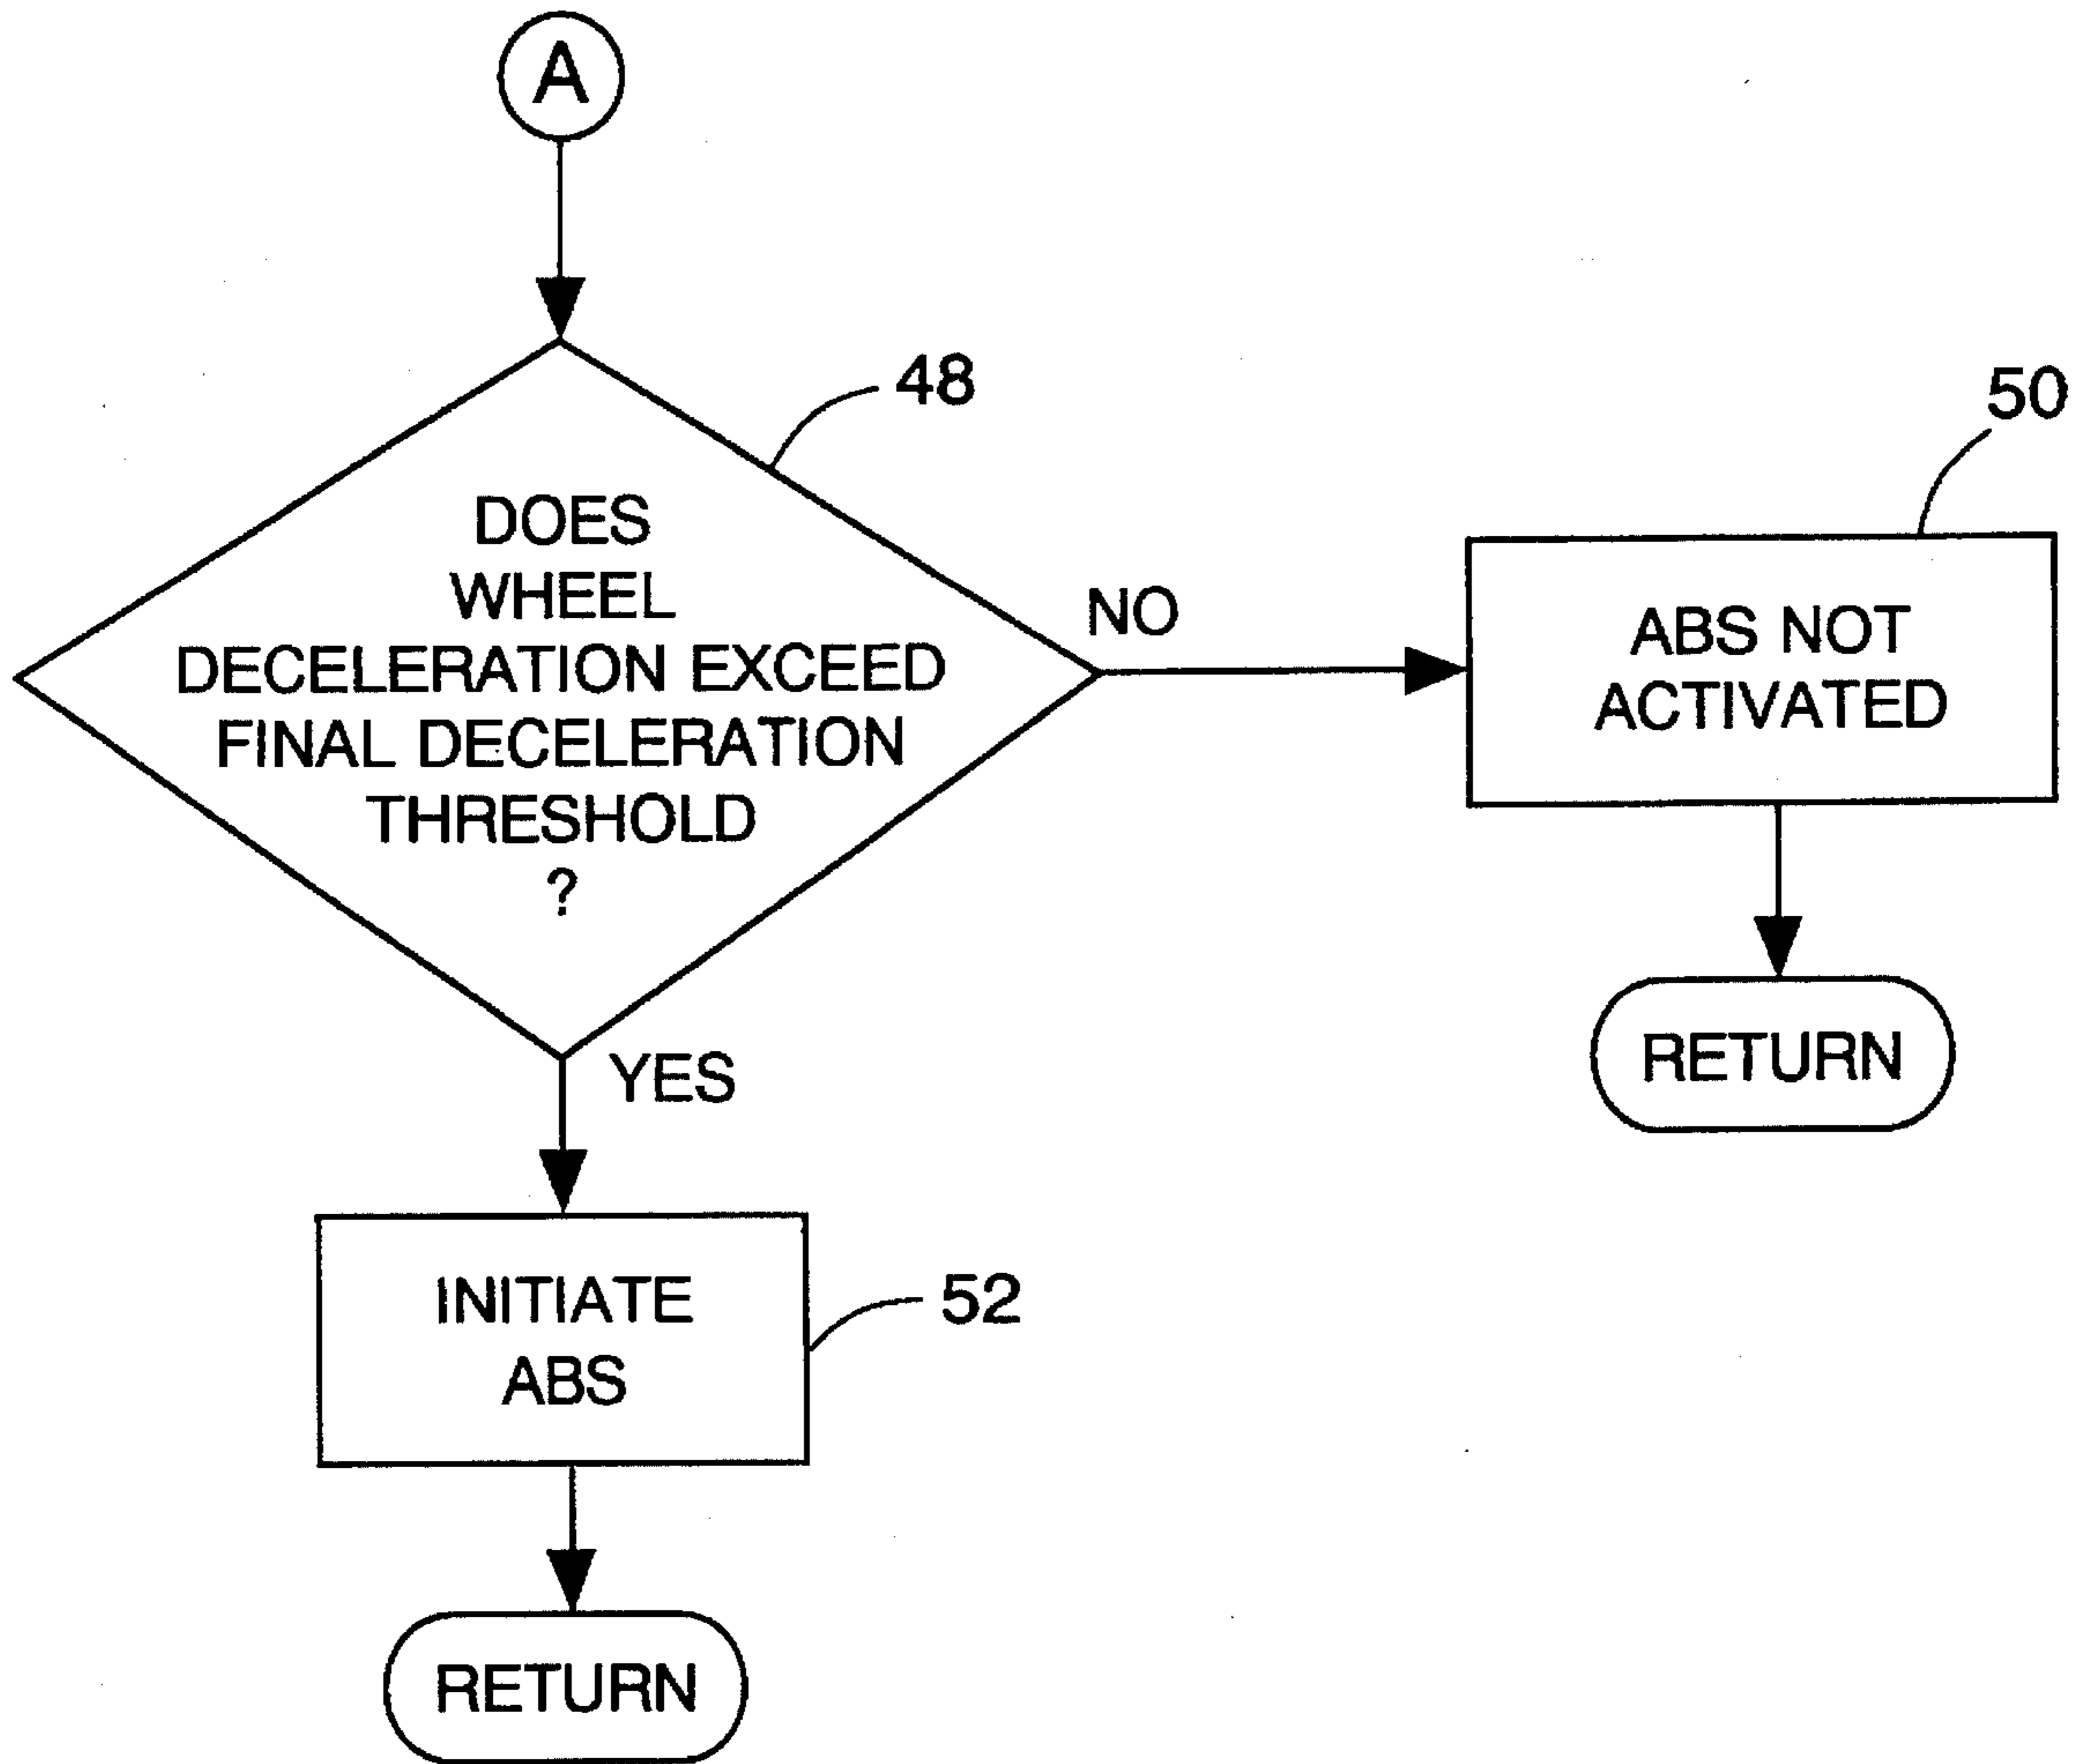 A
48
DOES
WHEEL
DECELERATION EXCEED
FINAL DECELERATION
THRESHOLD
?
NO
50
ABS NOT
ACTIVATED
RETURN
YES
INITIATE
ABS
52
RETURN